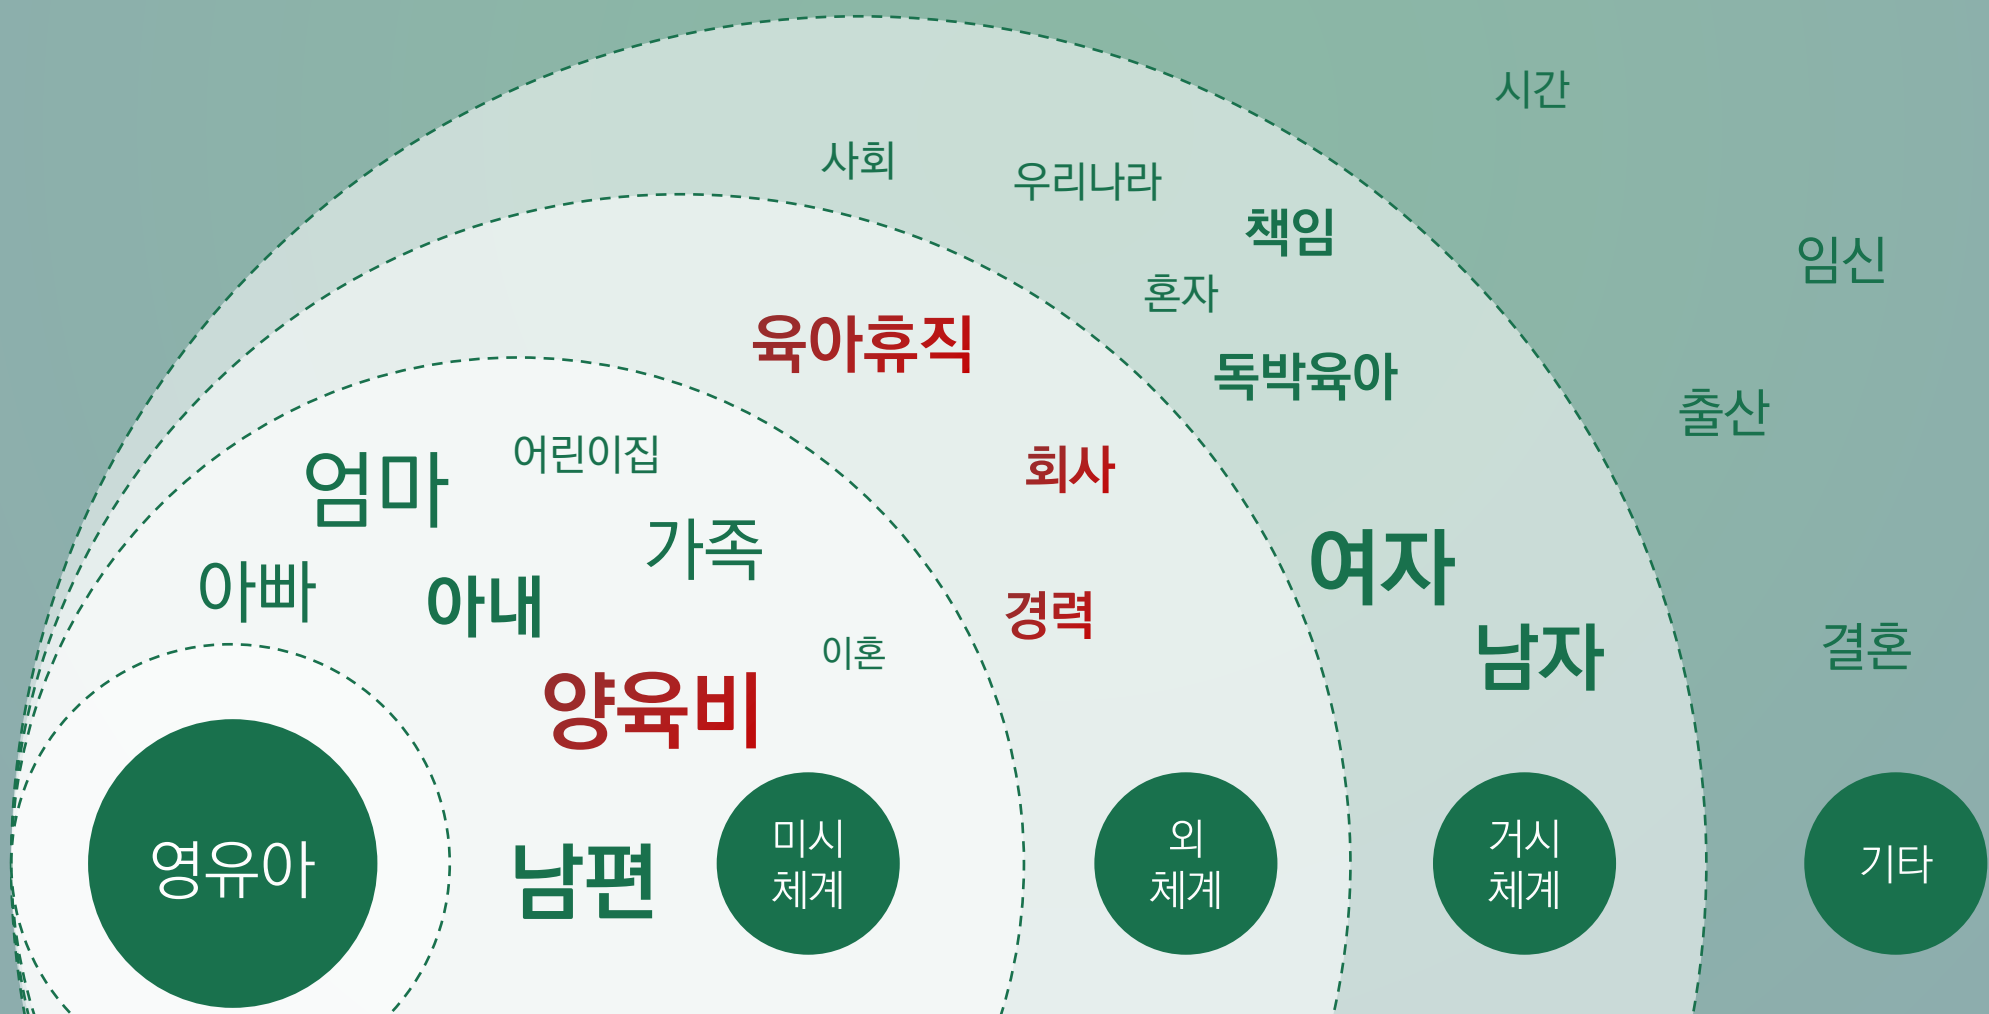 시간
사회
우리나라
책임
임신
혼자
육아휴직
독박육아
출산
어린이집
엄마
회사
가족
여자
아빠
아내
경력
남자
이혼
결혼
양육비
영유아
남편
미시
체계
외
체계
거시
체계
기타